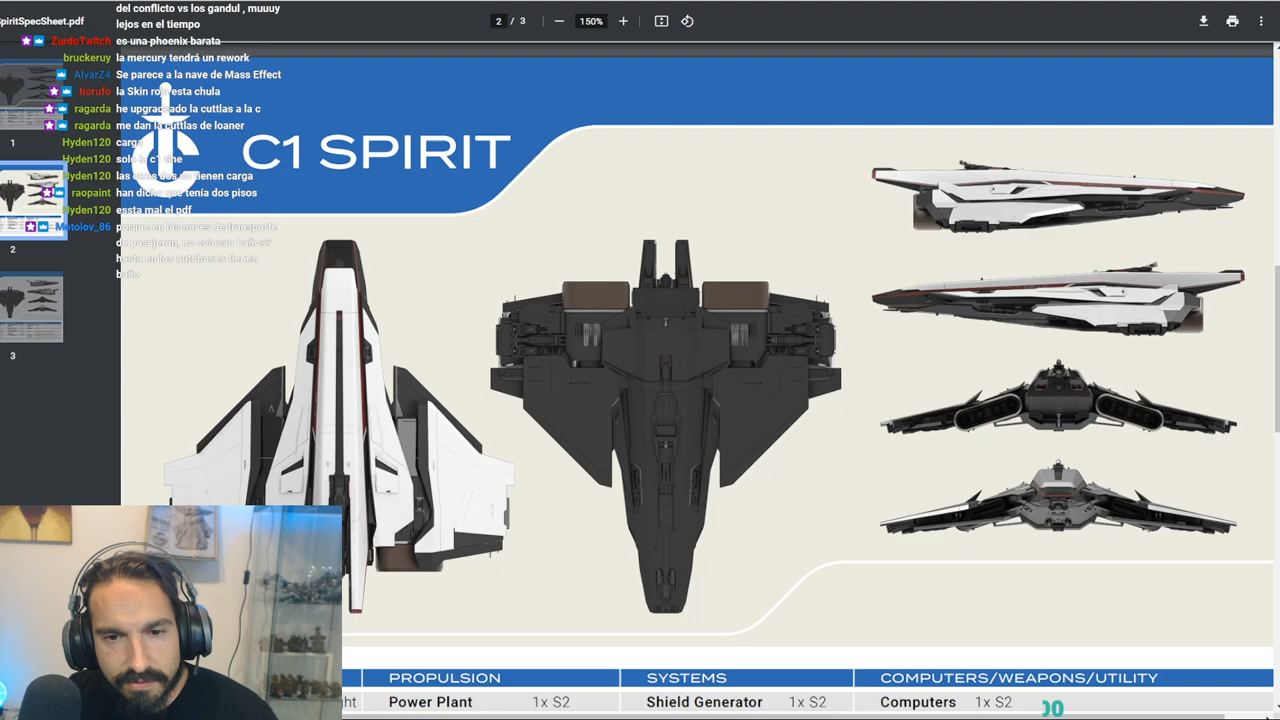 SpiritSpecSheet.pdf
2 / 3
150%
del conflicto vs los gandul , muuuy
lejos en el tiempo
ZurdoTwitch es una phoenix barata
bruckeruy la mercury tendrá un rework
AlvarZ4 Se parece a la nave de Mass Effect
tiorufo la Skin roja esta chula
ragarda he upgradeado la cuttlas a la c
ragarda me dan la cuttlas de loaner
Hyden120 carga
Hyden120 solo la c1 tine
Hyden120 las otras dos no tienen carga
raopaint han dicho que tenía dos pisos
Hyden120 essta mal el pdf
Motolov_86 porque en las naves de transporte
de pasajeron, no colocan baños?
hasta en los autobuses tienen
baño
1
2
3
C1 SPIRIT
PROPULSION
SYSTEMS
COMPUTERS/WEAPONS/UTILITY
ht
Power Plant 1x S2
Shield Generator 1x S2
Computers 1x S2
00